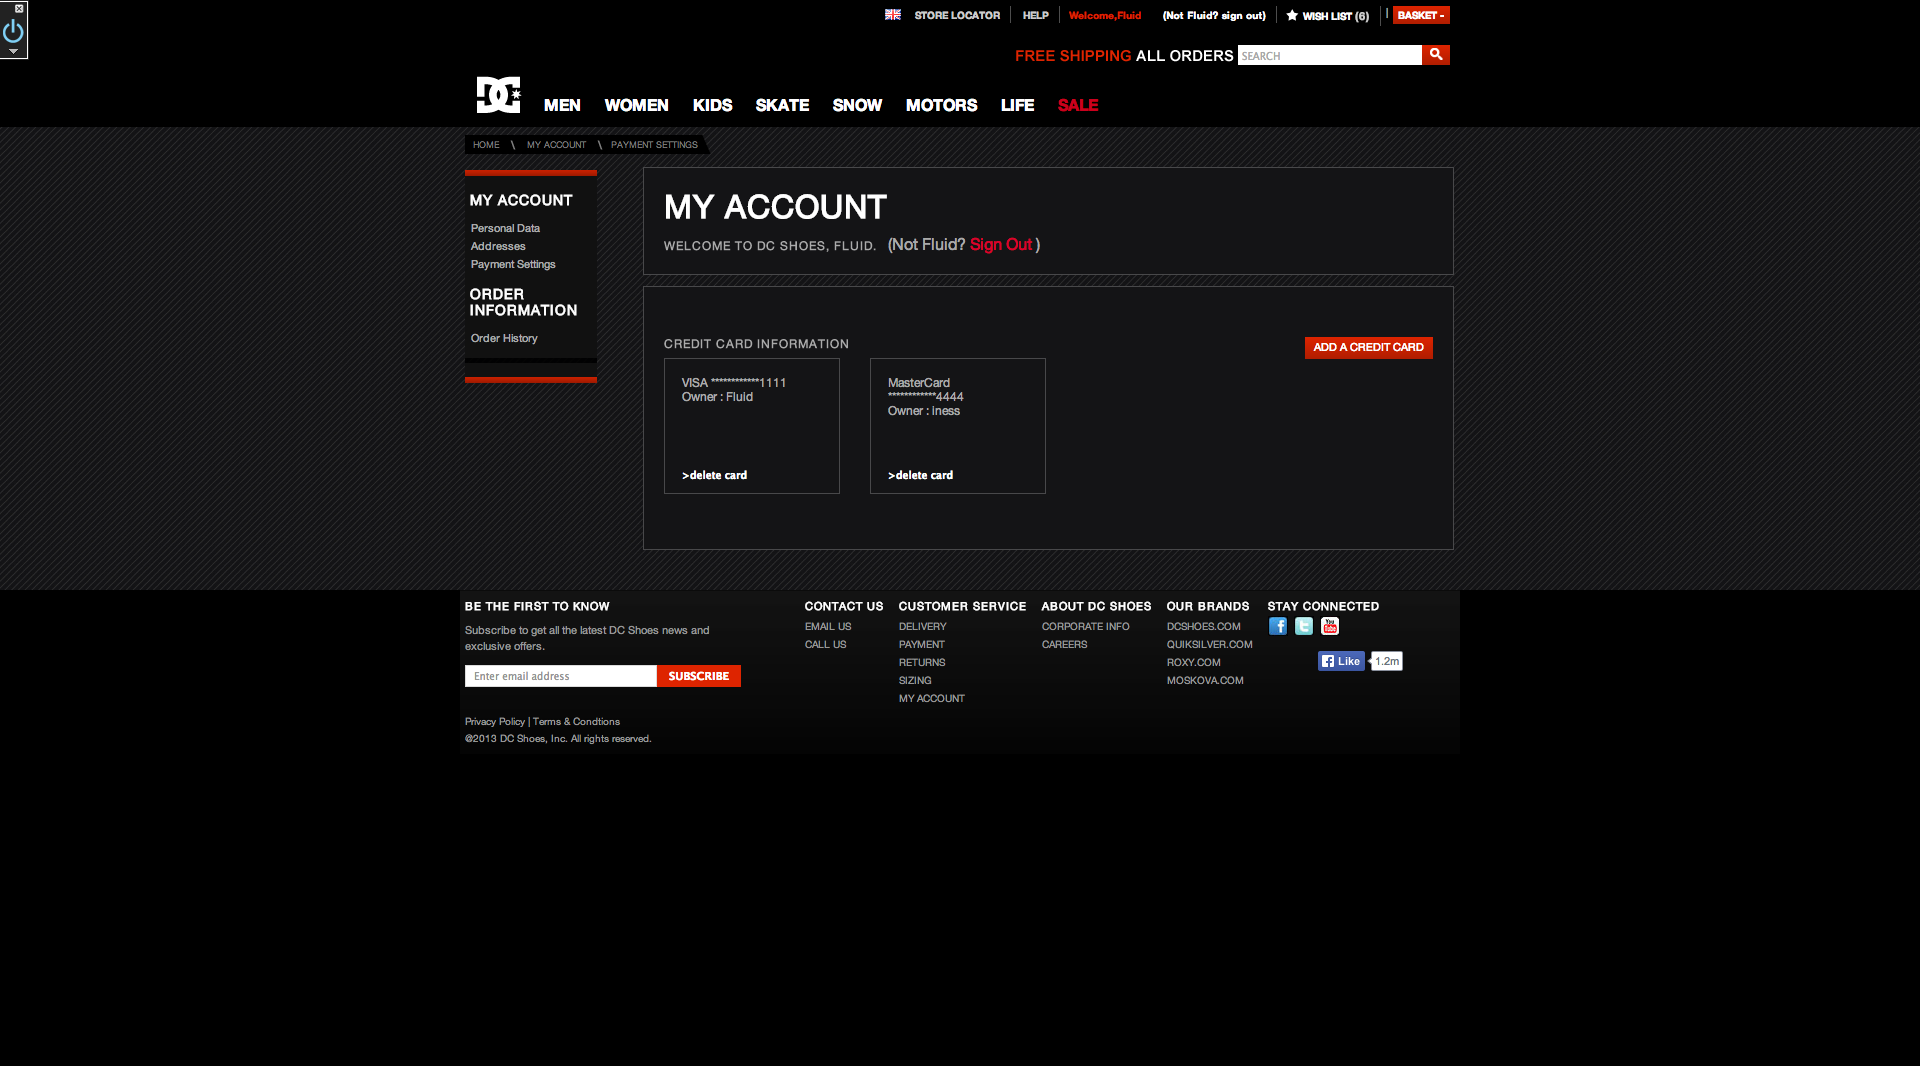 STORE LOCATOR HELP Welcome,Fluid (Not Fluid? sign out) WISH LIST (6) BASKET -
FREE SHIPPING ALL ORDERS SEARCH
DC
MEN WOMEN KIDS SKATE SNOW MOTORS LIFE SALE
HOME \ MY ACCOUNT \ PAYMENT SETTINGS
MY ACCOUNT
Personal Data
Addresses
Payment Settings
ORDER
INFORMATION
Order History
MY ACCOUNT
WELCOME TO DC SHOES, FLUID. (Not Fluid? Sign Out )
CREDIT CARD INFORMATION
ADD A CREDIT CARD
VISA ************1111
Owner : Fluid
>delete card
MasterCard
************4444
Owner : iness
>delete card
BE THE FIRST TO KNOW
Subscribe to get all the latest DC Shoes news and
exclusive offers.
Enter email address SUBSCRIBE
Privacy Policy | Terms & Condtions
@2013 DC Shoes, Inc. All rights reserved.
CONTACT US
EMAIL US
CALL US
CUSTOMER SERVICE
DELIVERY
PAYMENT
RETURNS
SIZING
MY ACCOUNT
ABOUT DC SHOES
CORPORATE INFO
CAREERS
OUR BRANDS
DCSHOES.COM
QUIKSILVER.COM
ROXY.COM
MOSKOVA.COM
STAY CONNECTED
f t You Tube
f Like 1.2m